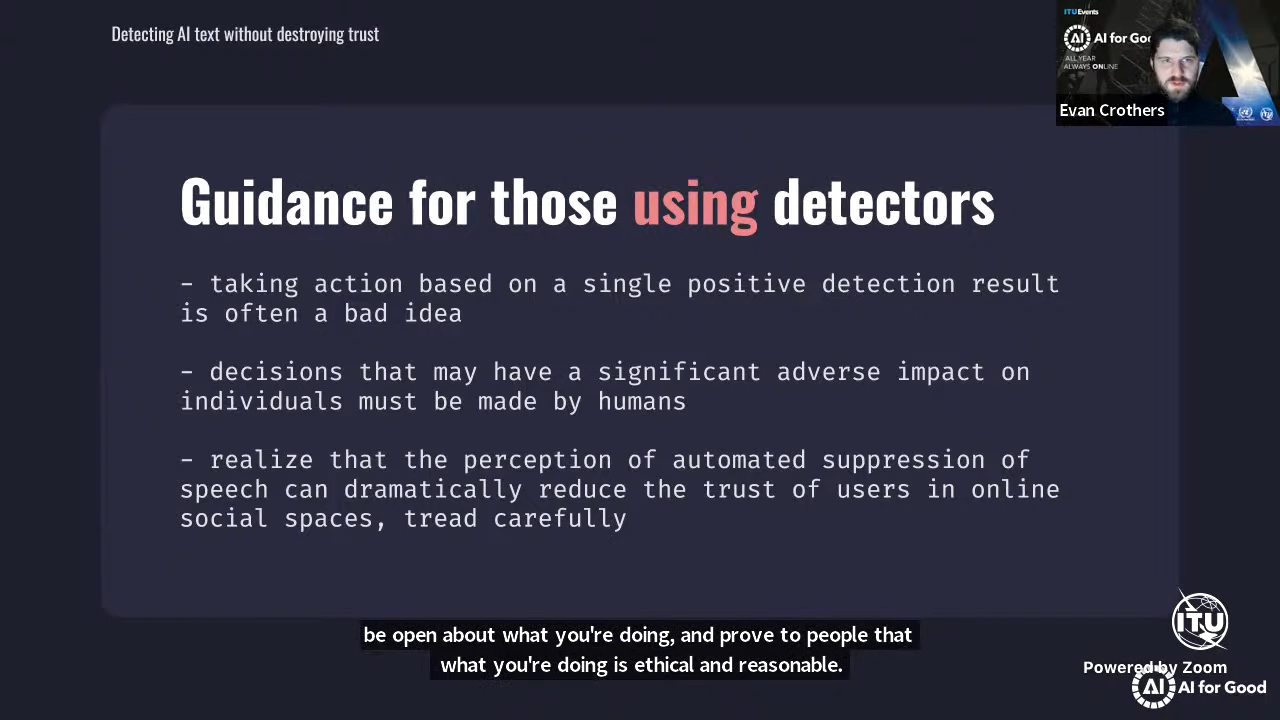 Detecting AI text without destroying trust
ITUEvents
AI for Goo
ALL YEAR
ALWAYS ONLINE
Evan Crothers
Guidance for those using detectors
– taking action based on a single positive detection result
is often a bad idea
– decisions that may have a significant adverse impact on
individuals must be made by humans
– realize that the perception of automated suppression of
speech can dramatically reduce the trust of users in online
social spaces, tread carefully
be open about what you're doing, and prove to people that
what you're doing is ethical and reasonable.
ITU
Powered by Zoom
AI AI for Good